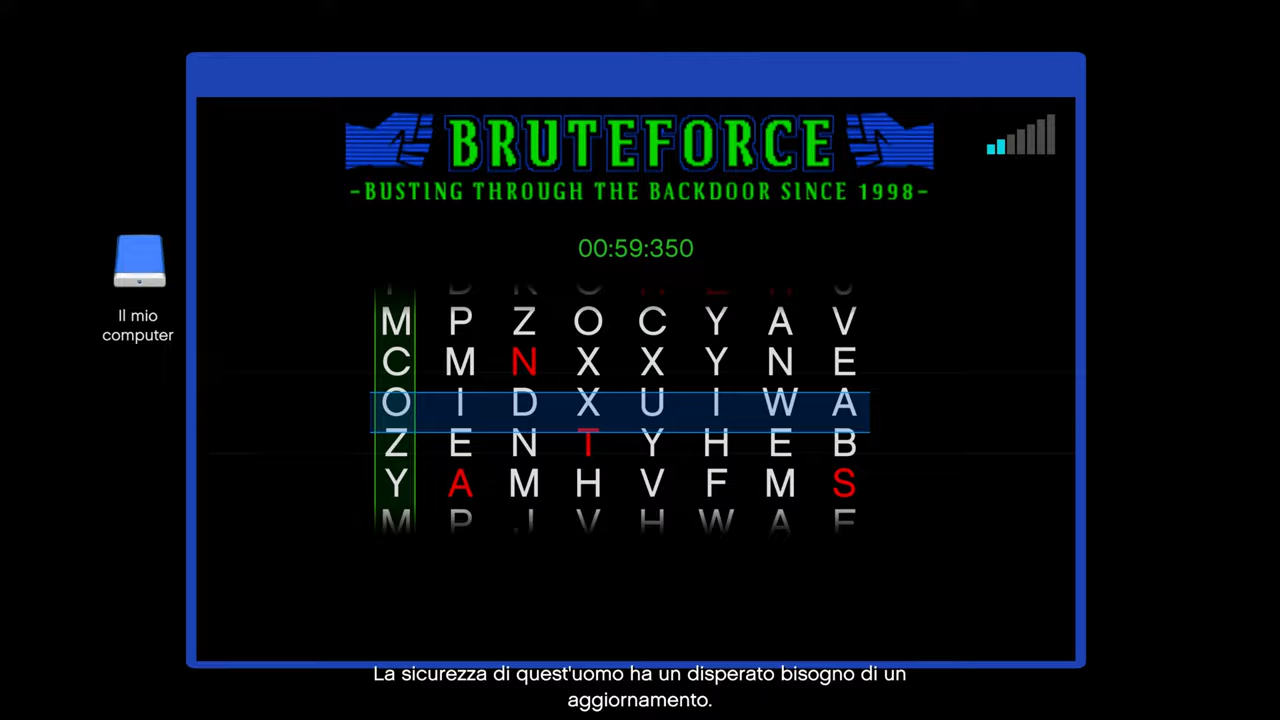 BRUTEFORCE
-BUSTING THROUGH THE BACKDOOR SINCE 1998-
00:59:350
M P Z O C Y A V
C M N X X Y N E
O I D X U I W A
Z E N T Y H E B
Y A M H V F M S
Il mio
computer
La sicurezza di quest'uomo ha un disperato bisogno di un
aggiornamento.